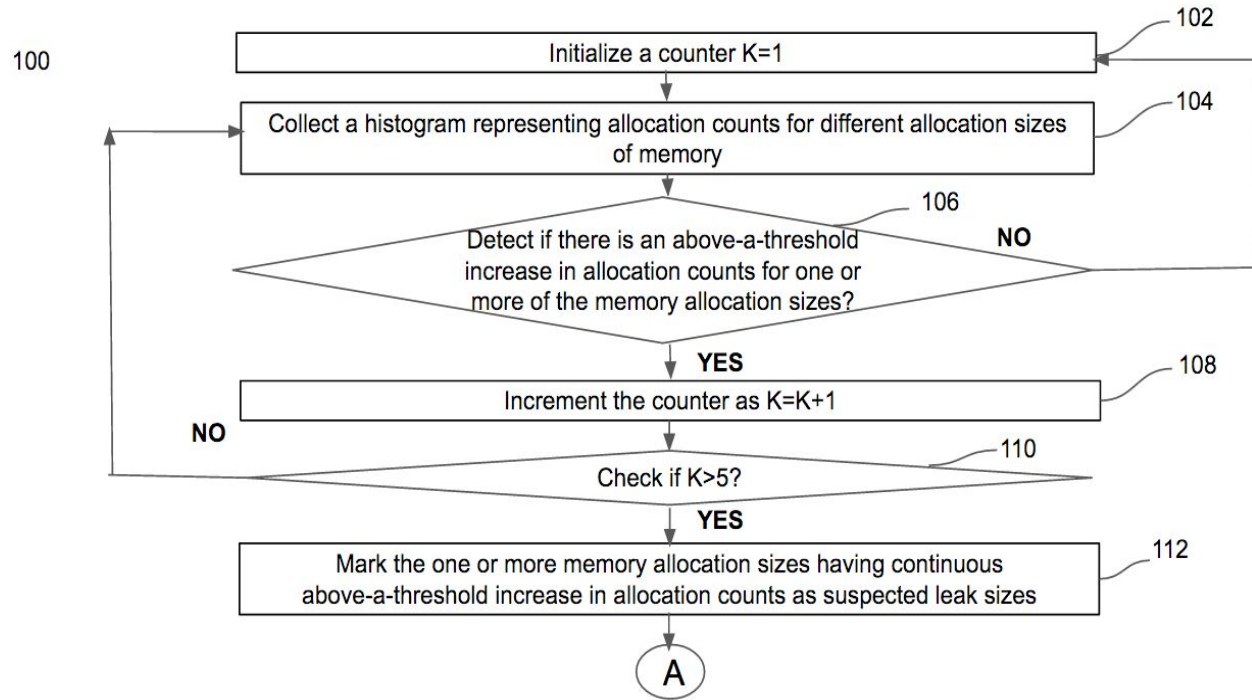 102
100
Initialize a counter K=1
104
Collect a histogram representing allocation counts for different allocation sizes
of memory
106
NO
Detect if there is an above-a-threshold
increase in allocation counts for one or
more of the memory allocation sizes?
YES
108
Increment the counter as K=K+1
NO
110
Check if K>5?
YES
112
Mark the one or more memory allocation sizes having continuous
above-a-threshold increase in allocation counts as suspected leak sizes
A